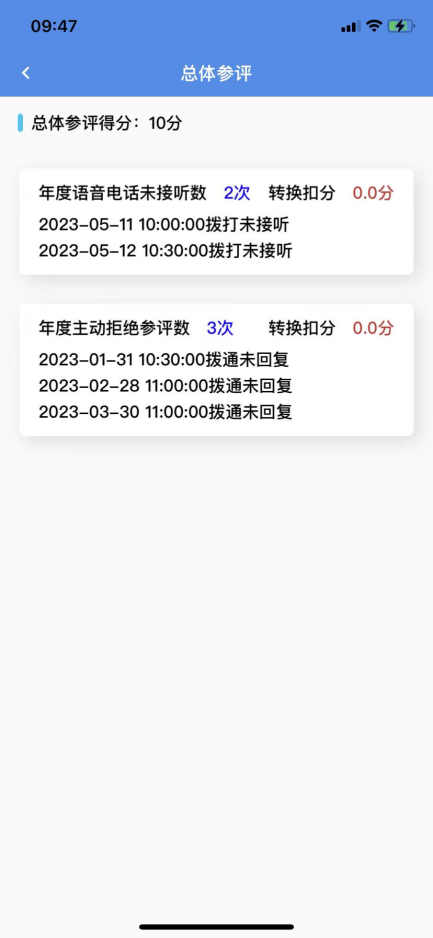 09:47
总体参评
总体参评得分：10分
年度语音电话未接听数 2次 转换扣分 0.0分
2023-05-11 10:00:00拨打未接听
2023-05-12 10:30:00拨打未接听
年度主动拒绝参评数 3次 转换扣分 0.0分
2023-01-31 10:30:00拨通未回复
2023-02-28 11:00:00拨通未回复
2023-03-30 11:00:00拨通未回复